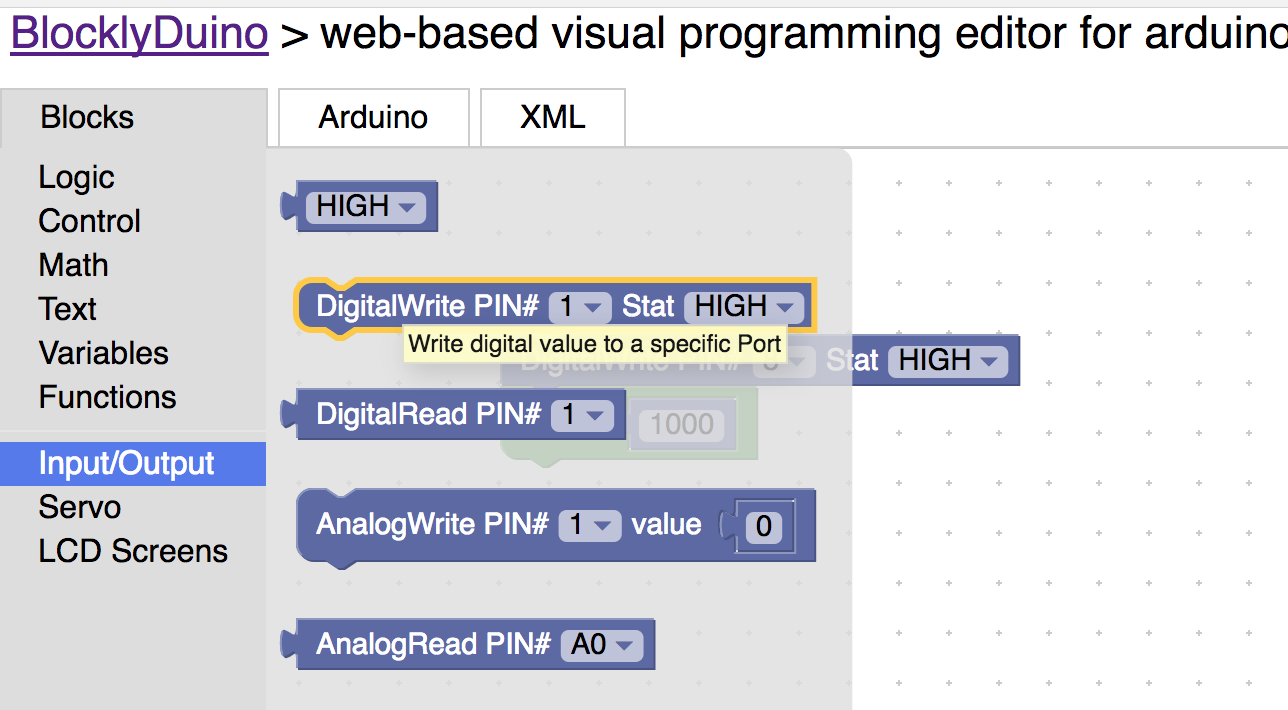 BlocklyDuino > web-based visual programming editor for arduino
Blocks
Arduino
XML
Logic
Control
Math
Text
Variables
Functions
Input/Output
Servo
LCD Screens
HIGH
DigitalWrite PIN# 1 Stat HIGH
Write digital value to a specific Port
DigitalWrite PIN# Stat HIGH
DigitalRead PIN# 1
1000
AnalogWrite PIN# 1 value 0
AnalogRead PIN# A0